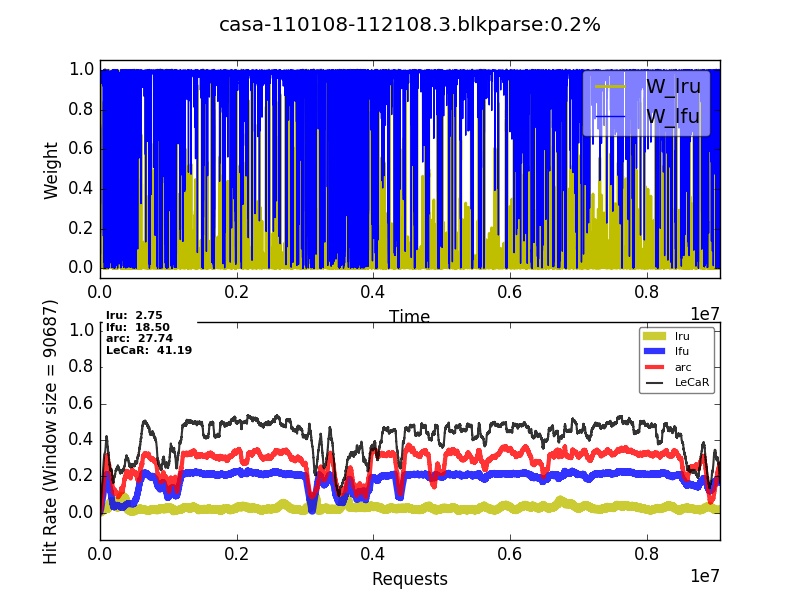 casa-110108-112108.3.blkparse:0.2%
1.0
0.8
0.6
0.4
0.2
0.0
Weight
W_lru
W_lfu
0.0 0.2 0.4 0.6 0.8
Time
1e7
lru: 2.75
lfu: 18.50
arc: 27.74
LeCaR: 41.19
1.0
0.8
0.6
0.4
0.2
0.0
Hit Rate (Window size = 90687)
lru
lfu
arc
LeCaR
0.0 0.2 0.4 0.6 0.8
1e7
Requests